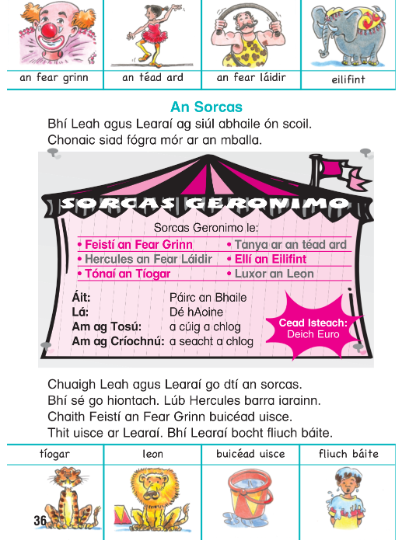 an fear grinn
an téad ard
an fear láidir
eilifint
An Sorcas
Bhí Leah agus Learaí ag siúl abhaile ón scoil.
Chonaic siad fógra mór ar an mballa.
SORCAS GERONIMO
Sorcas Geronimo le:
• Feistí an Fear Grinn
• Tanya ar an téad ard
• Hercules an Fear Láidir
• Ellí an Eilifint
• Tónaí an Tíogar
• Luxor an Leon
Áit: Páirc an Bhaile
Lá: Dé hAoine
Am ag Tosú: a cúig a chlog
Am ag Críochnú: a seacht a chlog
Cead Isteach:
Deich Euro
Chuaigh Leah agus Learaí go dtí an sorcas.
Bhí sé go hiontach. Lúb Hercules barra iarainn.
Chaith Feistí an Fear Grinn buicéad uisce.
Thit uisce ar Learaí. Bhí Learaí bocht fliuch báite.
tíogar
leon
buicéad uisce
fliuch báite
36